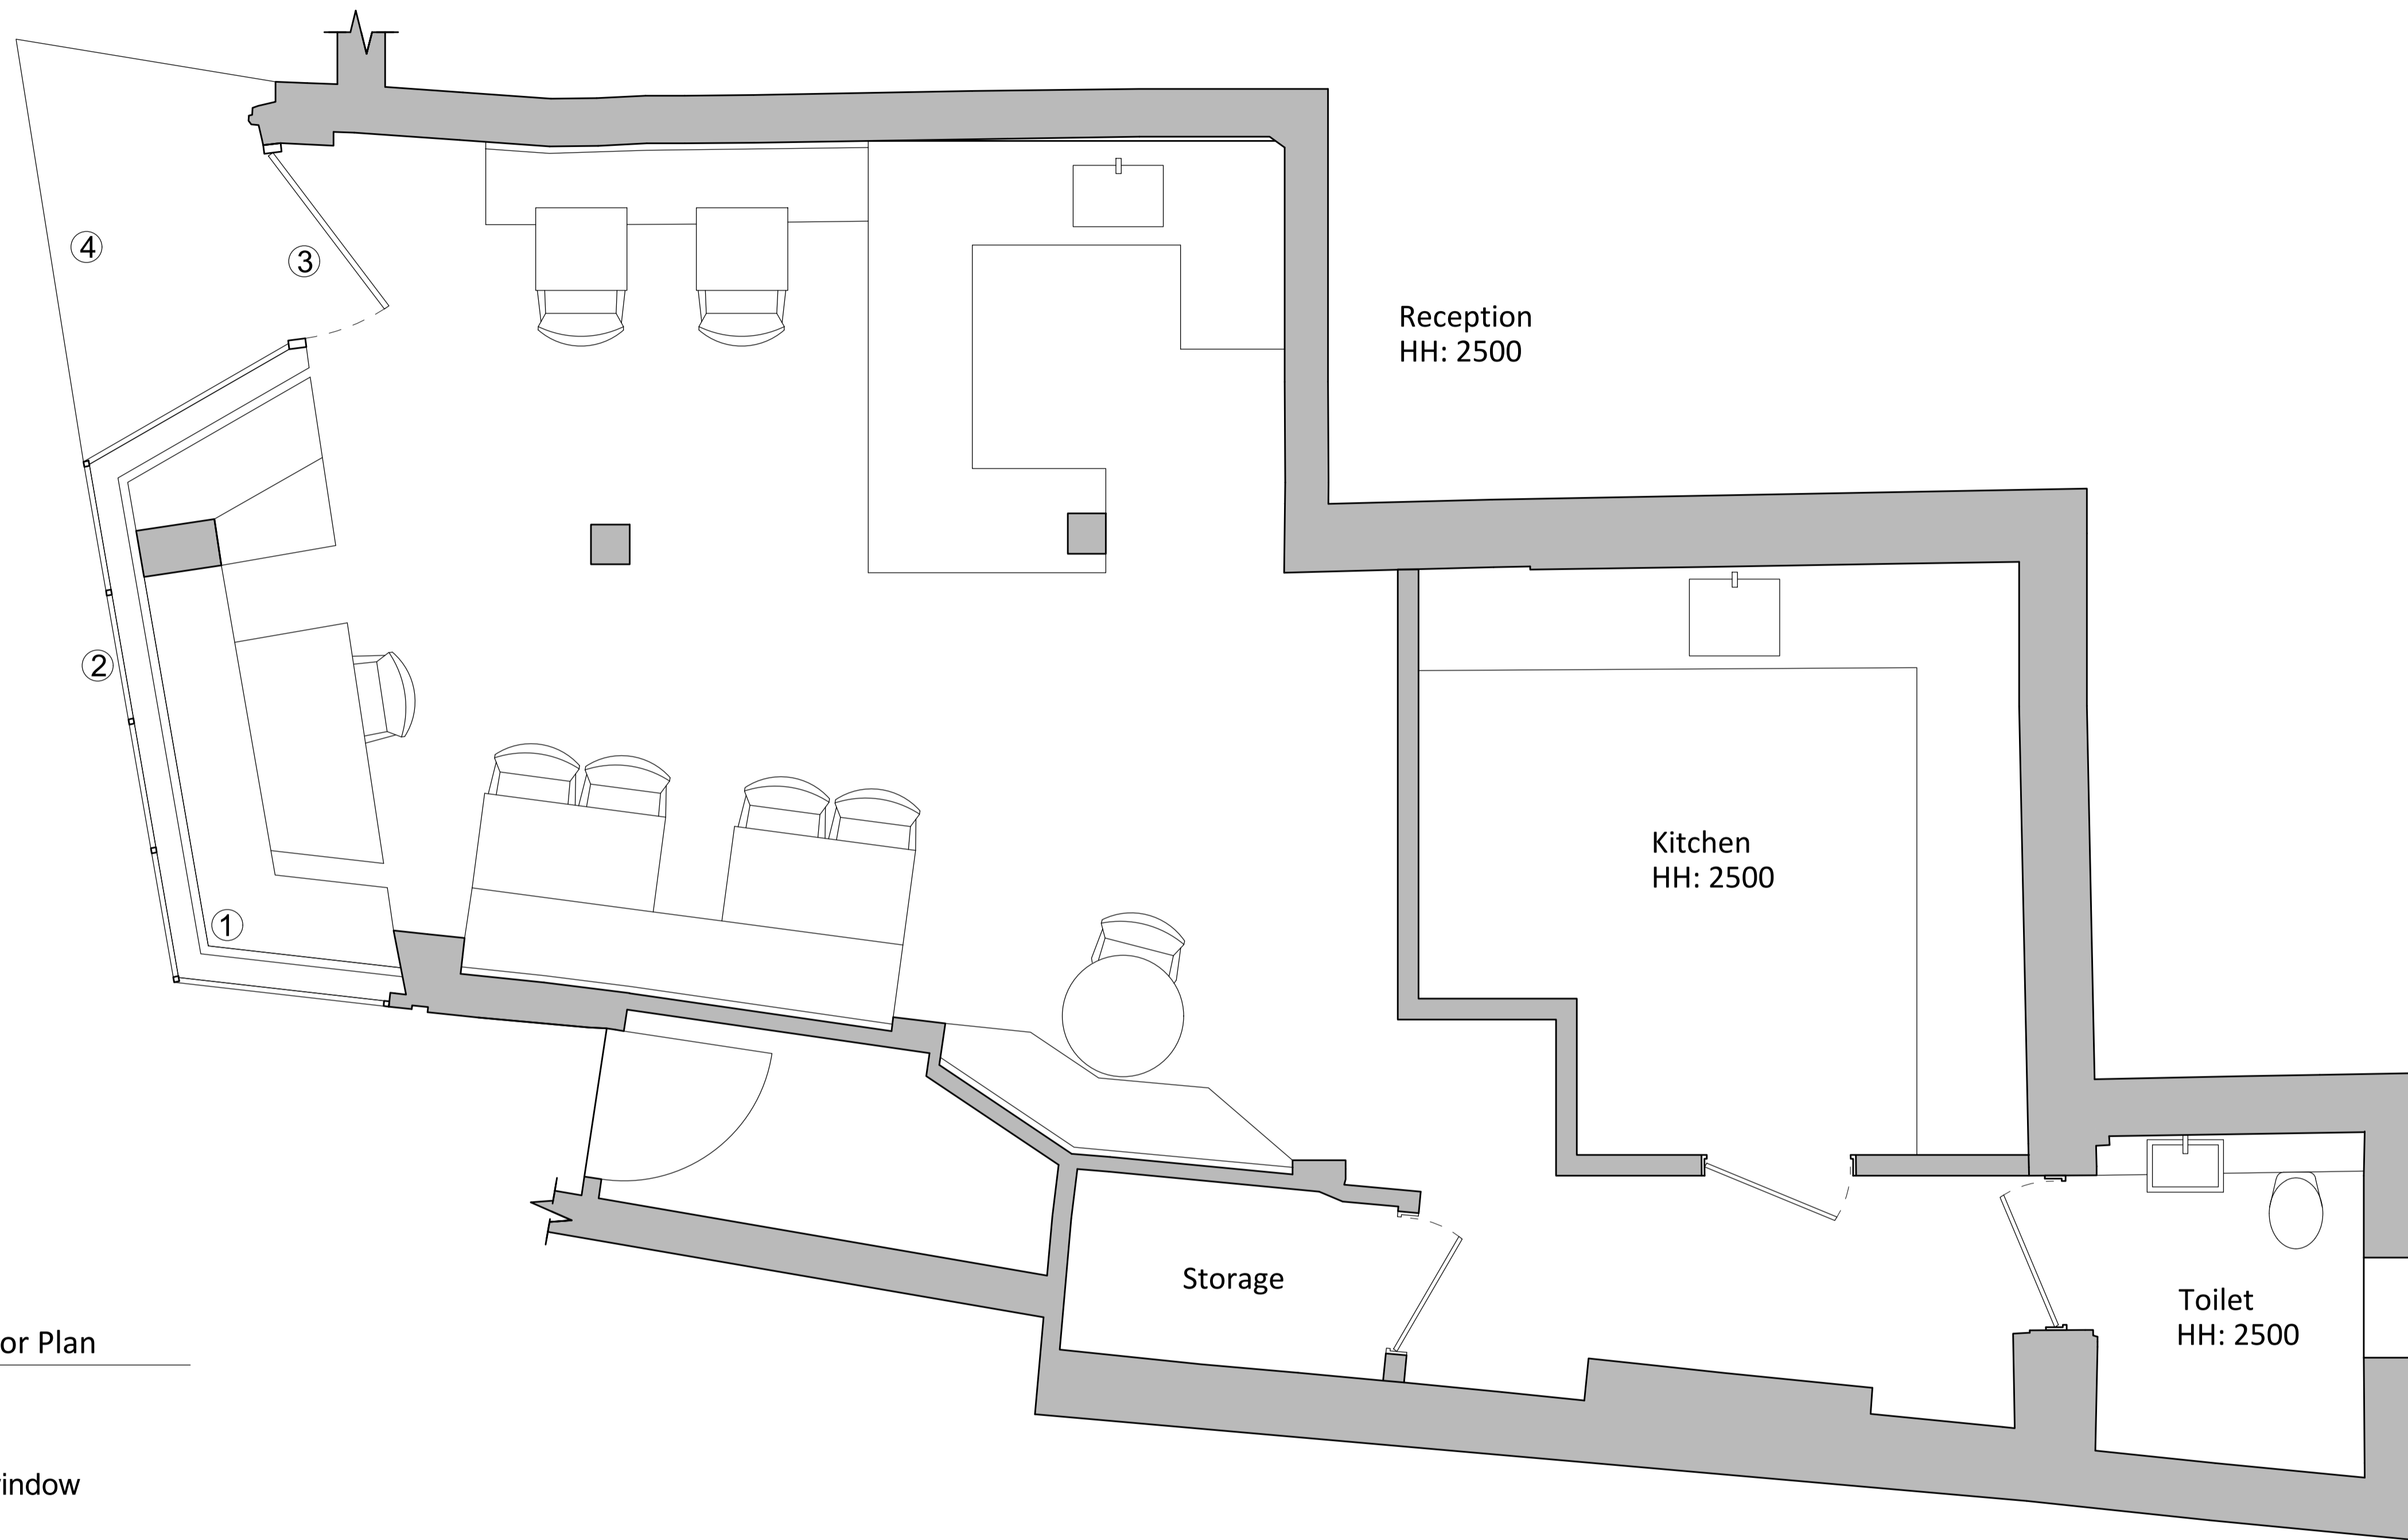 ④
③
Reception
HH: 2500
②
Kitchen
HH: 2500
①
Storage
Toilet
HH: 2500
or Plan
indow